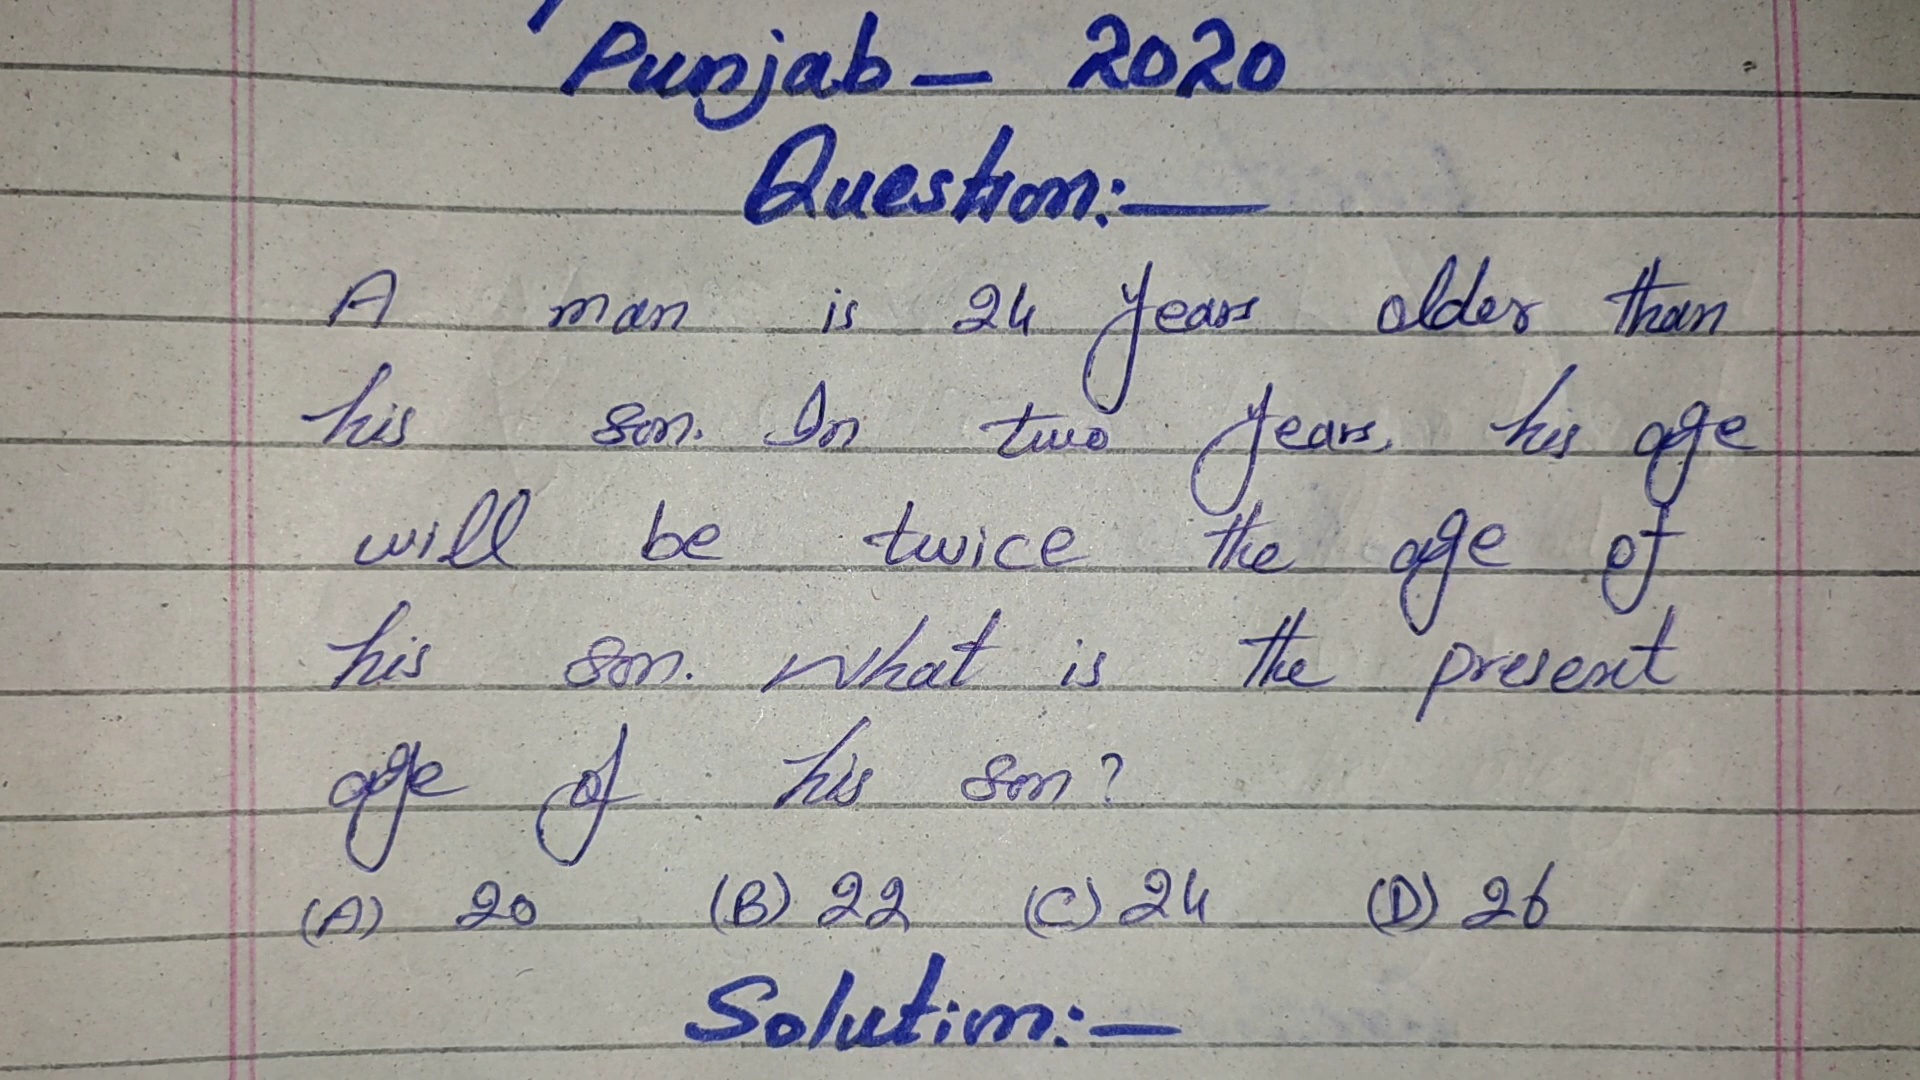 Punjab - 2020
Question:-
A man is 24 years older than
his son. In two years, his age
will be twice the age of
his son. What is the present
age of his son?
(A) 20 (B) 22 (C) 24 (D) 26
Solution:-